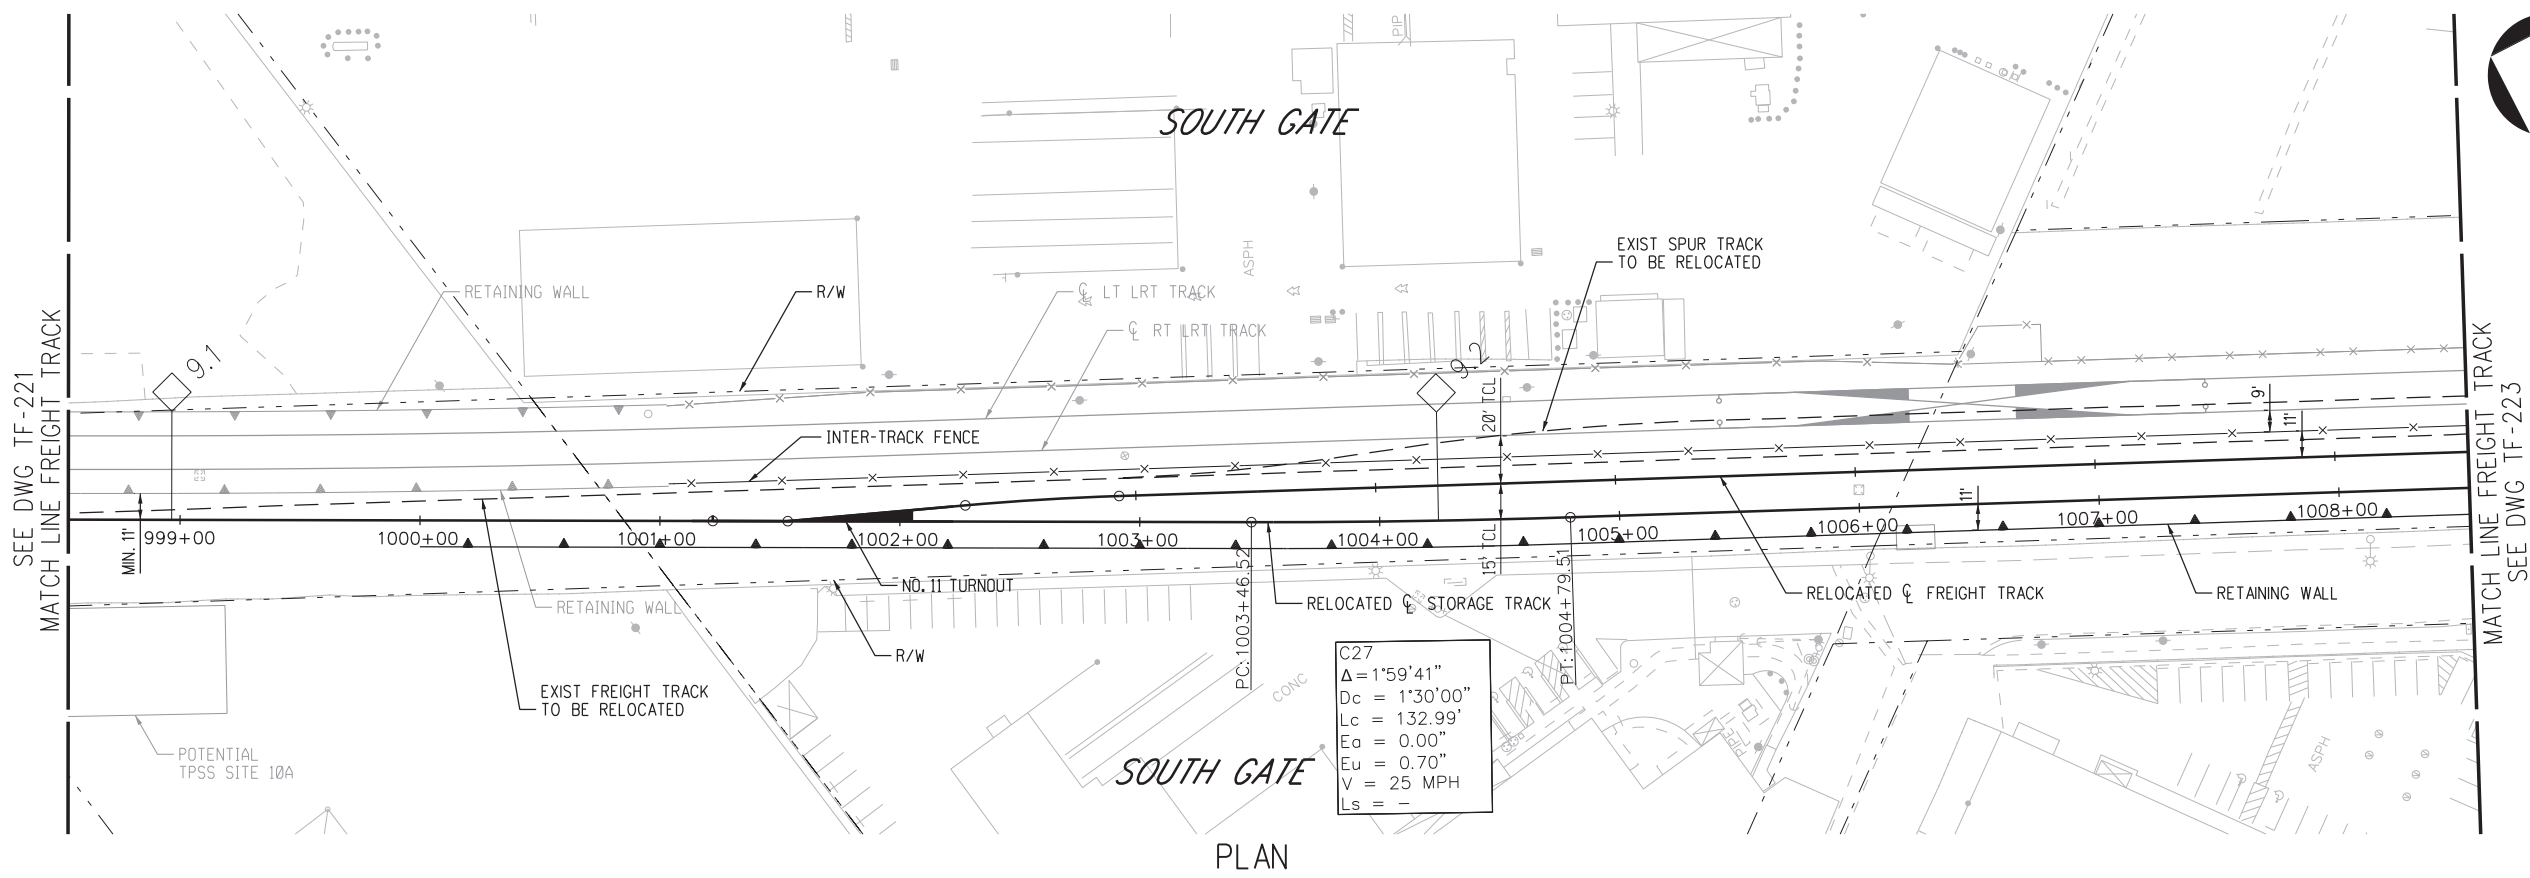 SOUTH GATE
PIP
ASPH
EXIST SPUR TRACK
TO BE RELOCATED
RETAINING WALL
R/W
℄ LT LRT TRACK
℄ RT LRT TRACK
SEE DWG TF-221
MATCH LINE FREIGHT TRACK
9.1
9.2
20' TCL
9'
11'
INTER-TRACK FENCE
MATCH LINE FREIGHT TRACK
SEE DWG TF-223
MIN. 11'
999+00
1000+00
1001+00
1002+00
1003+00
1004+00
1005+00
1006+00
1007+00
1008+00
11'
15' TCL
NO. 11 TURNOUT
RETAINING WALL
RELOCATED ℄ STORAGE TRACK
RELOCATED ℄ FREIGHT TRACK
RETAINING WALL
PC:1003+46.52
PT:1004+79.51
R/W
EXIST FREIGHT TRACK
TO BE RELOCATED
CONC
C27
Δ=1°59'41"
Dc = 1°30'00"
Lc = 132.99'
Ea = 0.00"
Eu = 0.70"
V = 25 MPH
Ls = –
PIPE
ASPH
POTENTIAL
TPSS SITE 10A
SOUTH GATE
PLAN